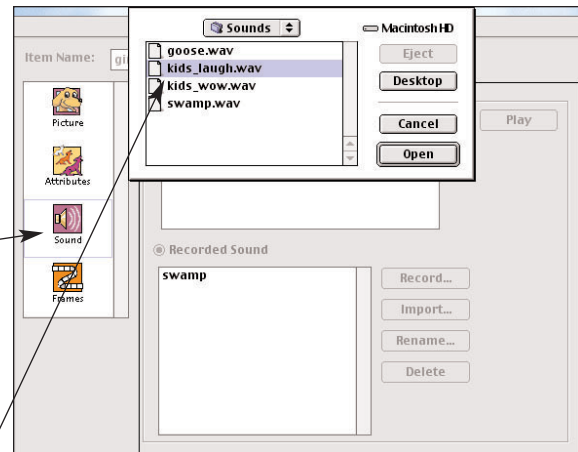 Sounds
Macintosh HD
goose.wav
kids_laugh.wav
kids_wow.wav
swamp.wav
Eject
Desktop
Cancel
Open
Item Name:
Picture
Attributes
Sound
Frames
Play
Recorded Sound
swamp
Record...
Import...
Rename...
Delete